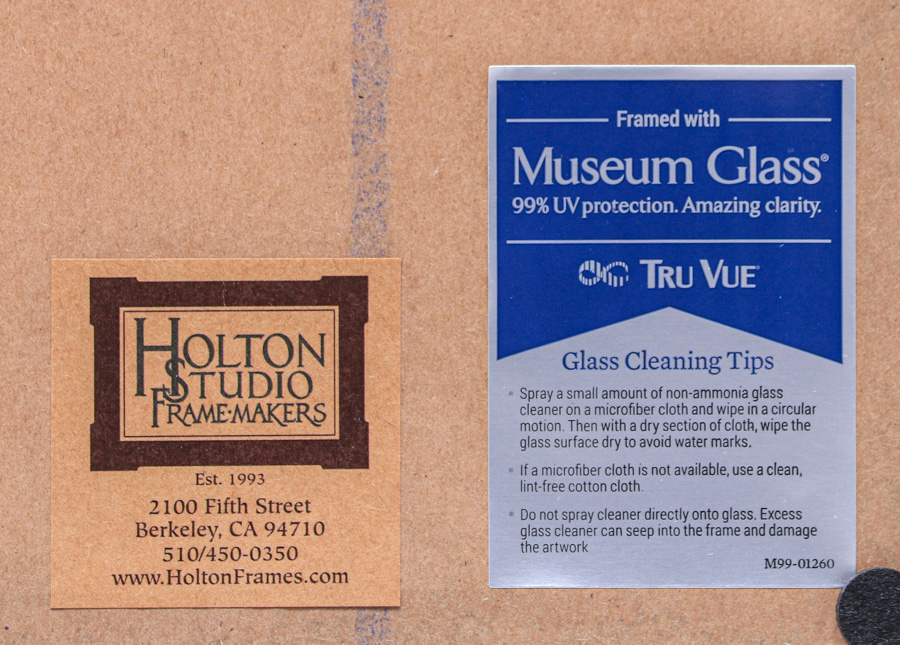 HOLTON
STUDIO
FRAME·MAKERS
Est. 1993
2100 Fifth Street
Berkeley, CA 94710
510/450-0350
www.HoltonFrames.com
Framed with
Museum Glass®
99% UV protection. Amazing clarity.
TRU VUE®
Glass Cleaning Tips
Spray a small amount of non-ammonia glass
cleaner on a microfiber cloth and wipe in a circular
motion. Then with a dry section of cloth, wipe the
glass surface dry to avoid water marks.
If a microfiber cloth is not available, use a clean,
lint-free cotton cloth.
Do not spray cleaner directly onto glass. Excess
glass cleaner can seep into the frame and damage
the artwork
M99-01260